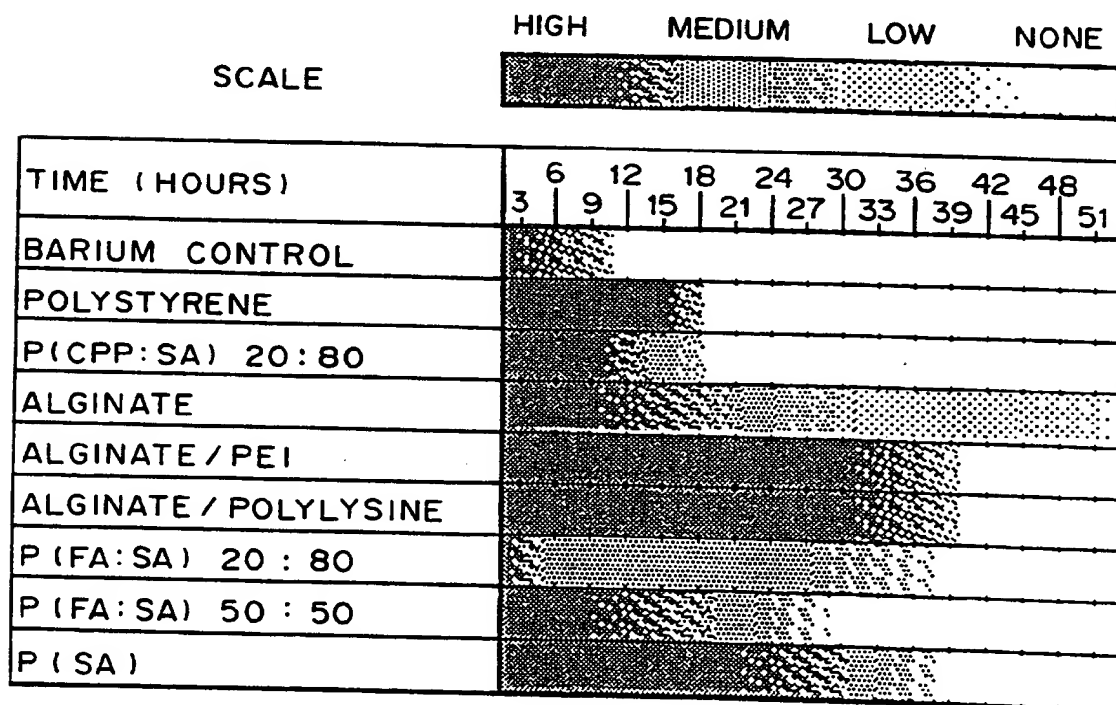 HIGH MEDIUM LOW NONE
SCALE
TIME (HOURS)
6 12 18 24 30 36 42 48
3 9 15 21 27 33 39 45 51
BARIUM CONTROL
POLYSTYRENE
P(CPP:SA) 20:80
ALGINATE
ALGINATE/PEI
ALGINATE/POLYLYSINE
P(FA:SA) 20:80
P(FA:SA) 50:50
P(SA)